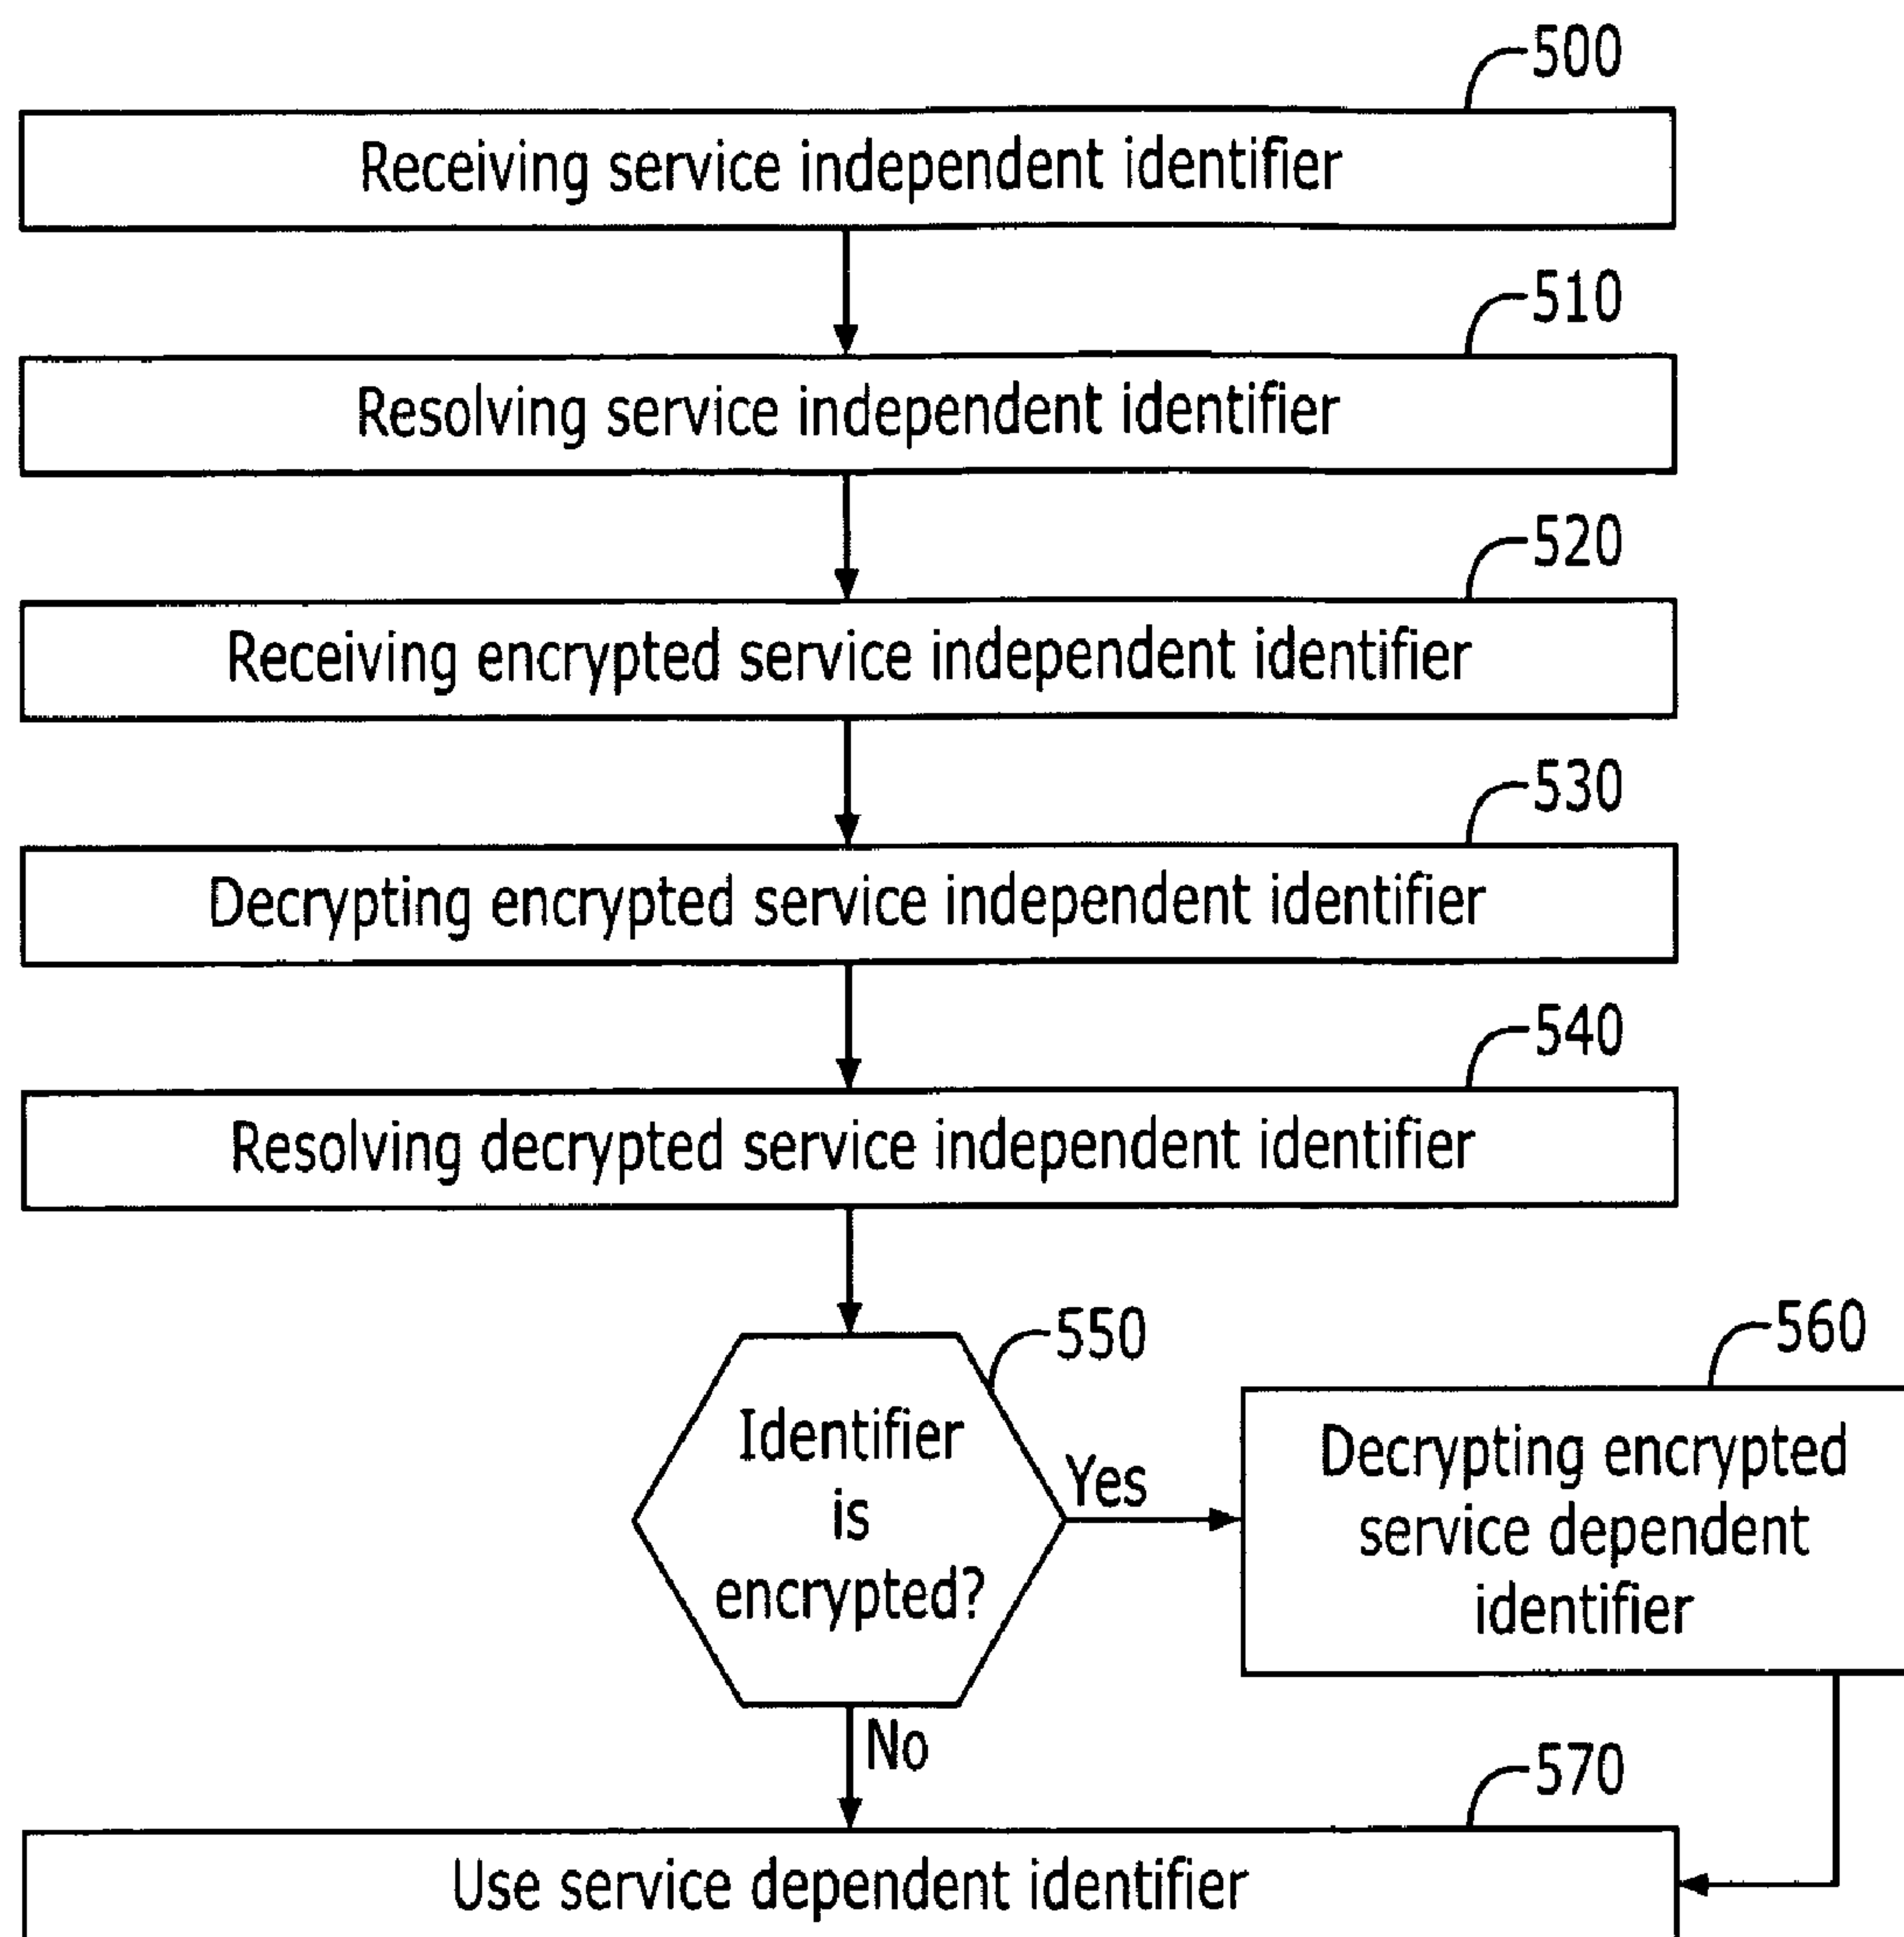 500
Receiving service independent identifier
510
Resolving service independent identifier
520
Receiving encrypted service independent identifier
530
Decrypting encrypted service independent identifier
540
Resolving decrypted service independent identifier
550
Identifier
is
encrypted?
Yes
560
Decrypting encrypted
service dependent
identifier
No
570
Use service dependent identifier